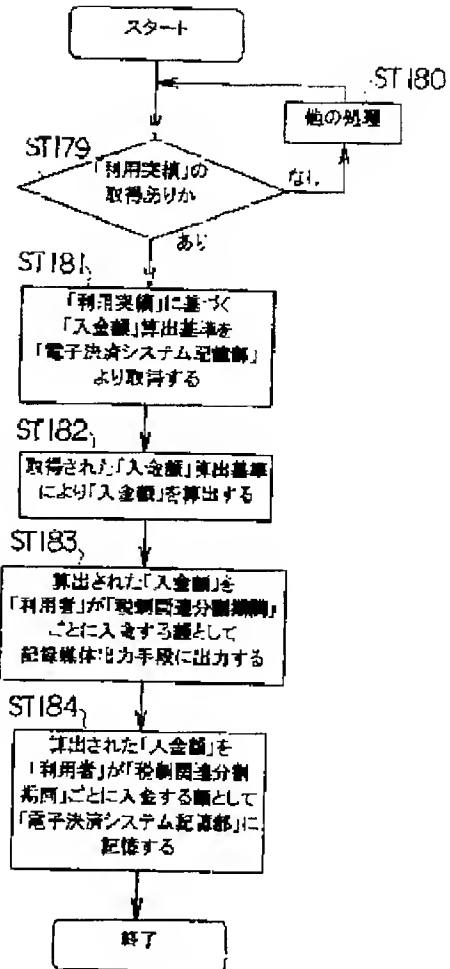 スタート
ST180
他の処理
ST179
「利用実績」の
取得ありか
なし
あり
ST181
「利用実績」に基づく
「入金額」算出基準を
「電子決済システム記憶部」
より取得する
ST182
取得された「入金額」算出基準
により「入金額」を算出する
ST183
算出された「入金額」を
「利用者」が「税制関連分割期間」
ごとに入金する額として
記録媒体出力手段に出力する
ST184
算出された「入金額」を
「利用者」が「税制関連分割
期間」ごとに入金する額として
「電子決済システム記憶部」に
記憶する
終了